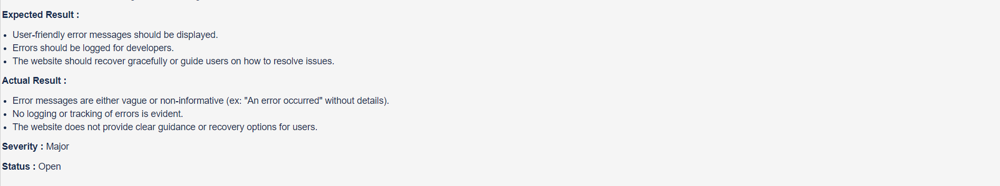 Expected Result :
• User-friendly error messages should be displayed.
• Errors should be logged for developers.
• The website should recover gracefully or guide users on how to resolve issues.
Actual Result :
• Error messages are either vague or non-informative (ex: "An error occurred" without details).
• No logging or tracking of errors is evident.
• The website does not provide clear guidance or recovery options for users.
Severity : Major
Status : Open